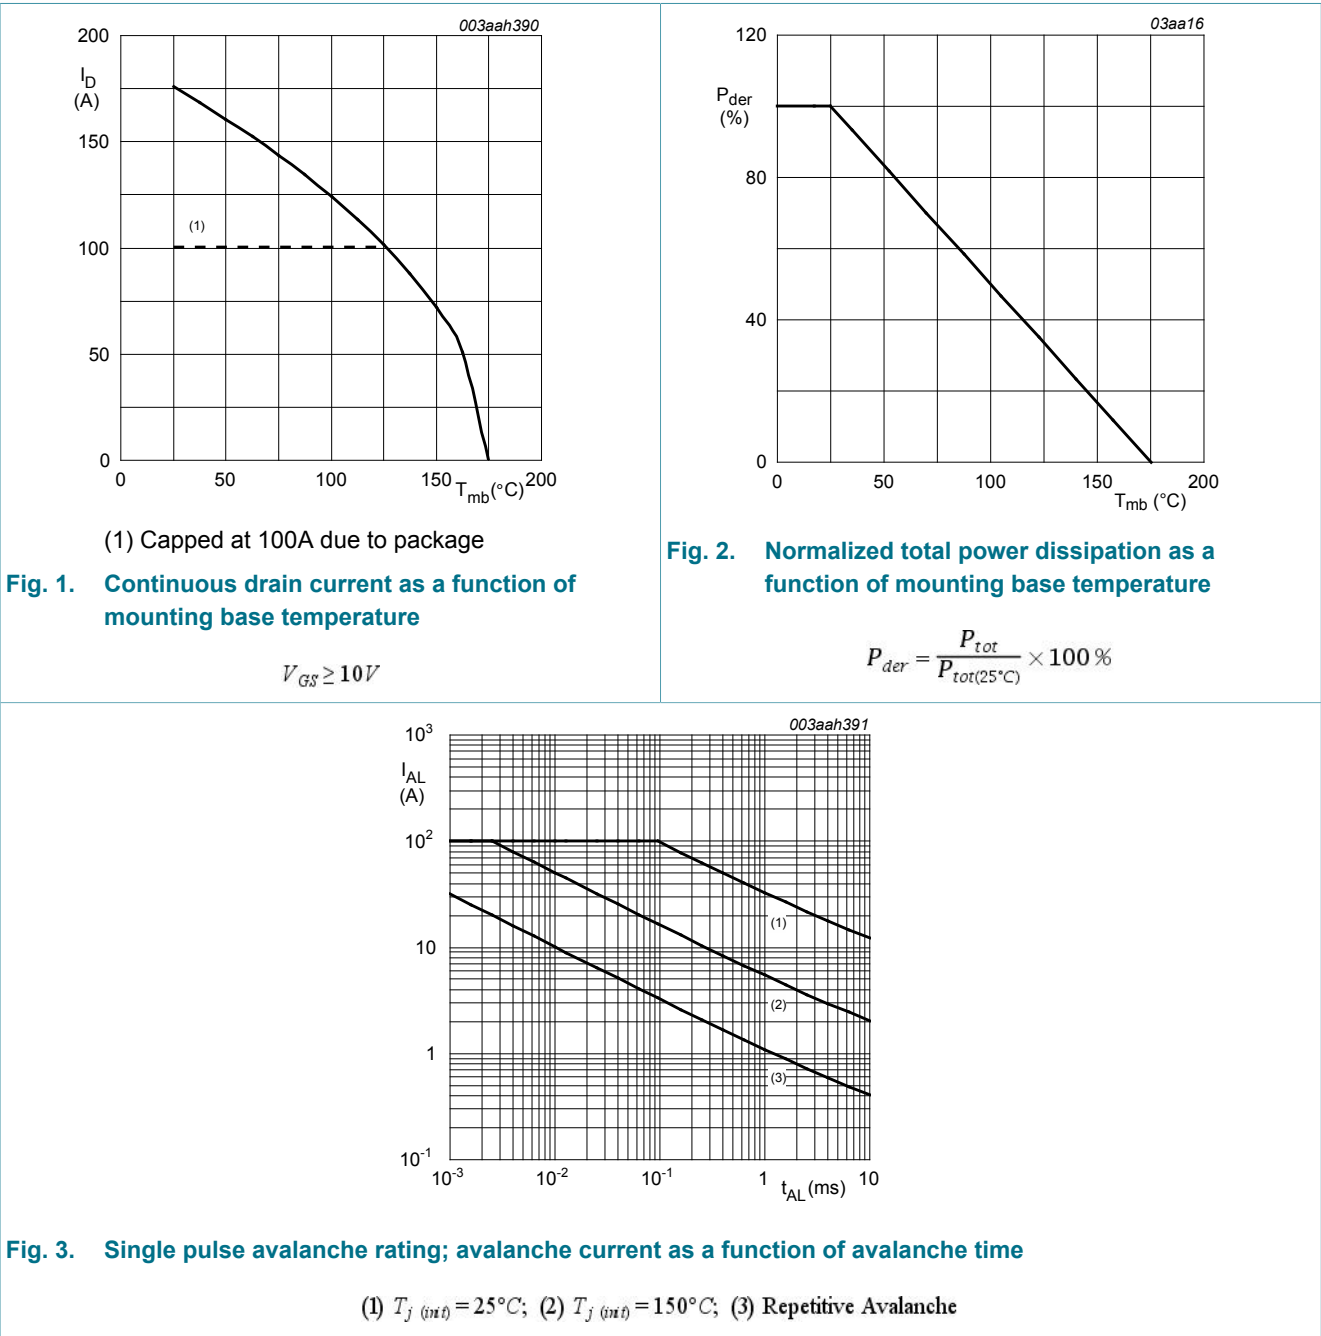 003aah390
200
I_D
(A)
150
(1)
100
50
0
0 50 100 150 T_mb(°C) 200
(1) Capped at 100A due to package
Fig. 1. Continuous drain current as a function of
mounting base temperature
V_GS ≥ 10V
03aa16
120
P_der
(%)
80
40
0
0 50 100 150 200
T_mb (°C)
Fig. 2. Normalized total power dissipation as a
function of mounting base temperature
P_der = P_tot / P_tot(25°C) × 100 %
003aah391
10^3
I_AL
(A)
10^2
(1)
10
(2)
1
(3)
10^-1
10^-3 10^-2 10^-1 1 t_AL (ms) 10
Fig. 3. Single pulse avalanche rating; avalanche current as a function of avalanche time
(1) T_j (init) = 25°C; (2) T_j (init) = 150°C; (3) Repetitive Avalanche